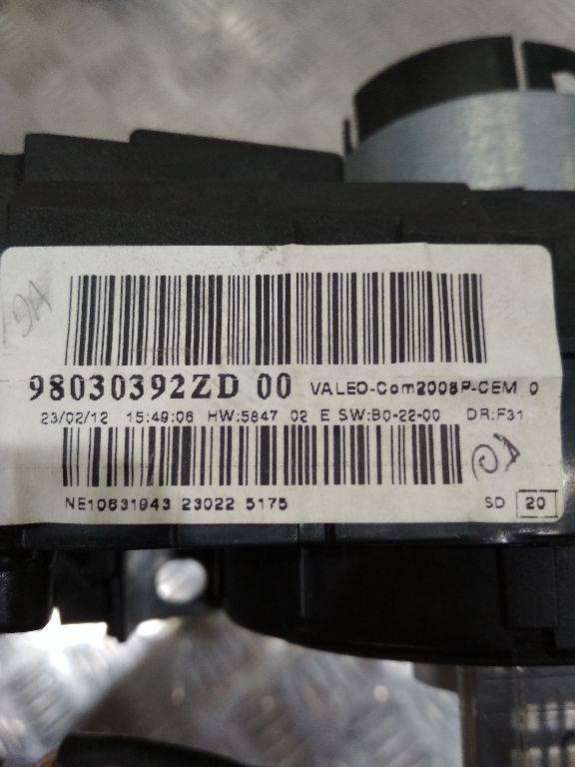 98030392ZD 00 VALEO-Com2008P-CEM 0
23/02/12 15:49:06 HW:5847 02 E SW:B0-22-00 DR:F31
NE10631943 23022 5175 SD 20